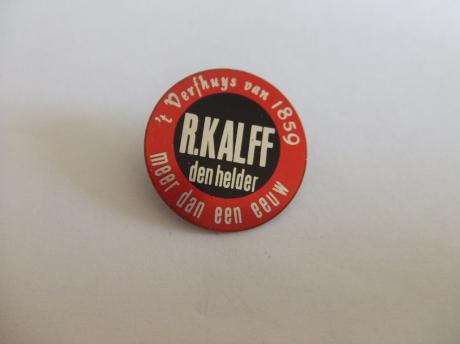 't Verfhuys van 1859
R.KALFF
den helder
meer dan een eeuw